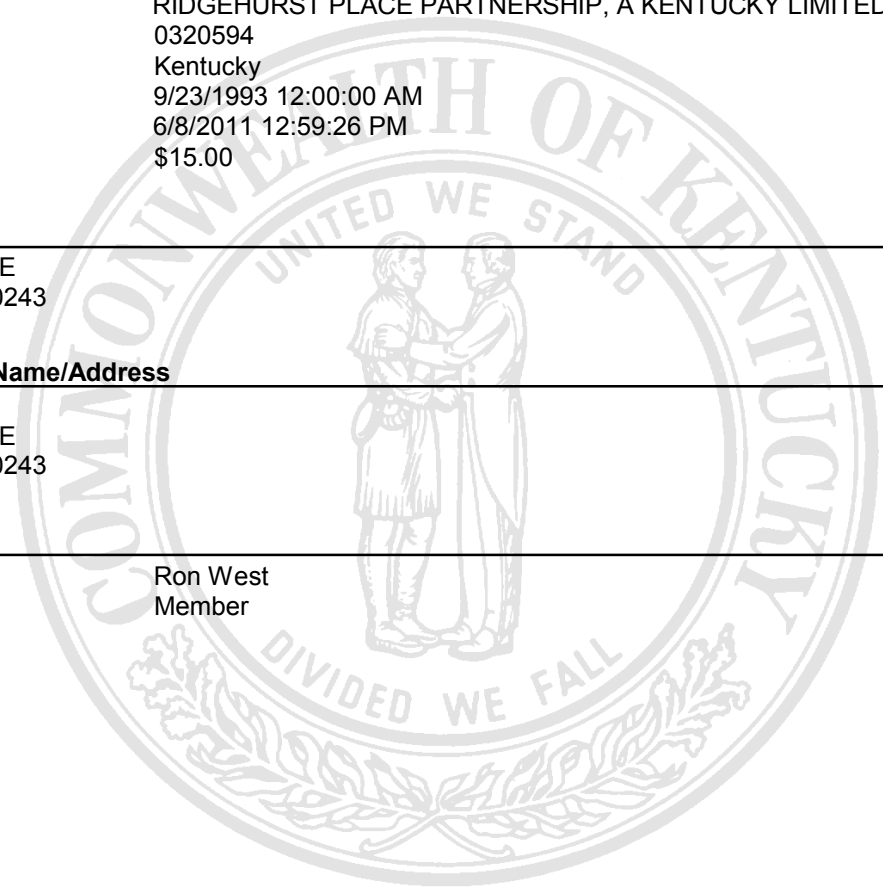 RIDGEHURST PLACE PARTNERSHIP, A KENTUCKY LIMITED
0320594
Kentucky
9/23/1993 12:00:00 AM
6/8/2011 12:59:26 PM
$15.00
COMMONWEALTH OF KENTUCKY
UNITED WE STAND
E
0243
Name/Address
E
0243
Ron West
Member
DIVIDED WE FALL